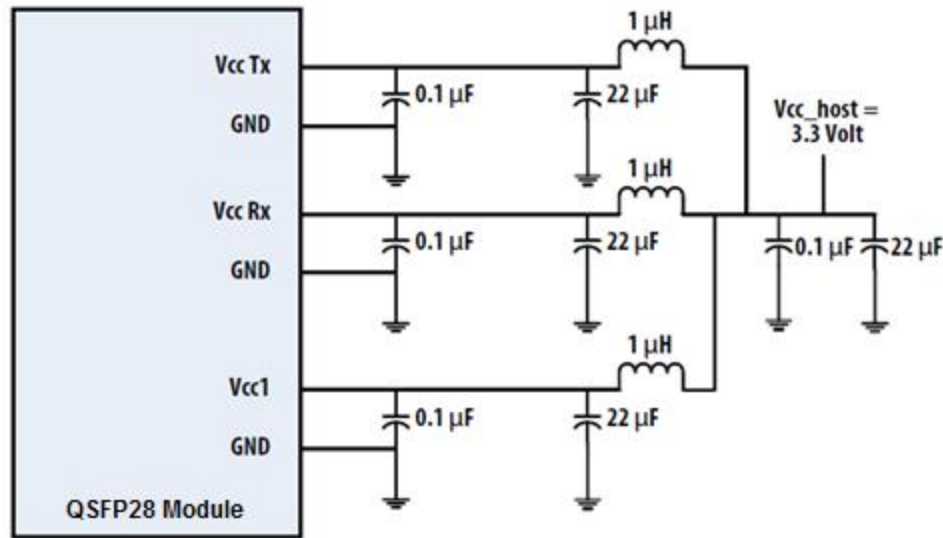 1 µH
Vcc Tx
0.1 µF
22 µF
GND
Vcc_host =
3.3 Volt
1 µH
Vcc Rx
0.1 µF
22 µF
0.1 µF
22 µF
GND
1 µH
Vcc1
0.1 µF
22 µF
GND
QSFP28 Module